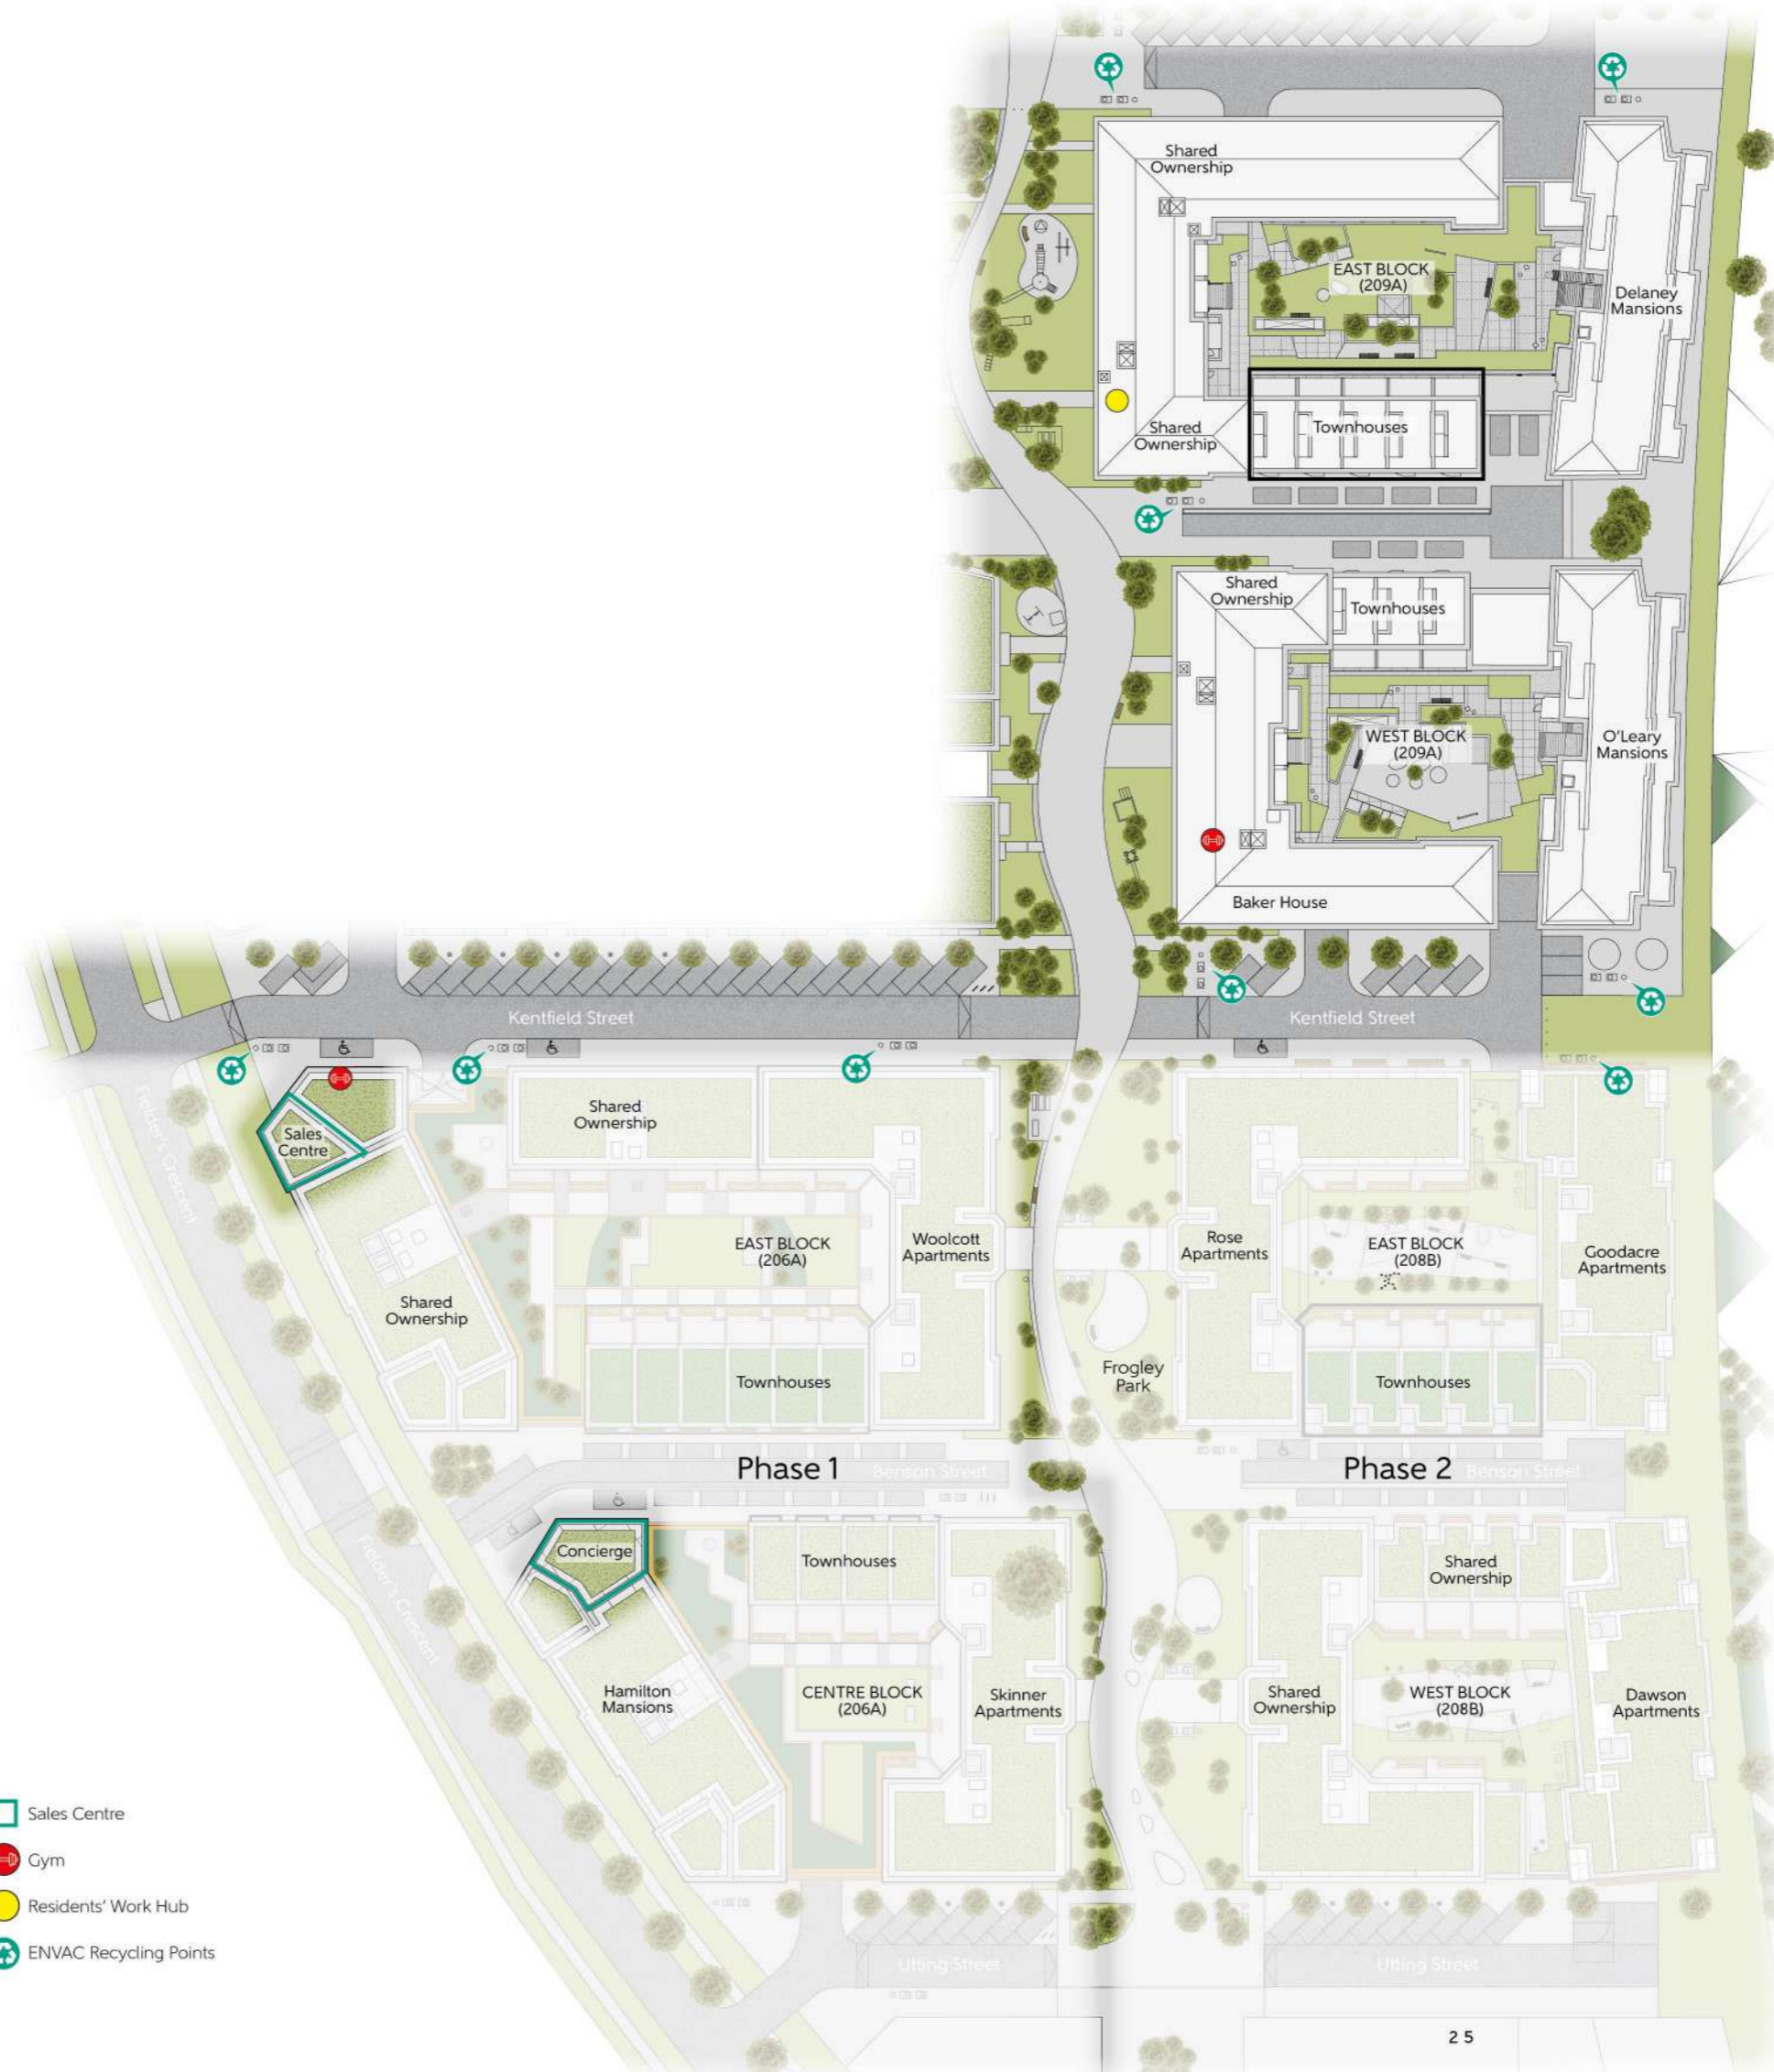 Shared
Ownership
EAST BLOCK
(209A)
Delaney
Mansions
Shared
Ownership
Townhouses
Shared
Ownership
Townhouses
WEST BLOCK
(209A)
O'Leary
Mansions
Baker House
Kentfield Street
Kentfield Street
Fielder's Crescent
Sales
Centre
Shared
Ownership
EAST BLOCK
(206A)
Woolcott
Apartments
Rose
Apartments
EAST BLOCK
(208B)
Goodacre
Apartments
Shared
Ownership
Townhouses
Frogley
Park
Townhouses
Phase 1
Benson Street
Phase 2
Benson Street
Fielder's Crescent
Concierge
Townhouses
Shared
Ownership
Hamilton
Mansions
CENTRE BLOCK
(206A)
Skinner
Apartments
Shared
Ownership
WEST BLOCK
(208B)
Dawson
Apartments
Sales Centre
Gym
Residents' Work Hub
ENVAC Recycling Points
Utting Street
Utting Street
25